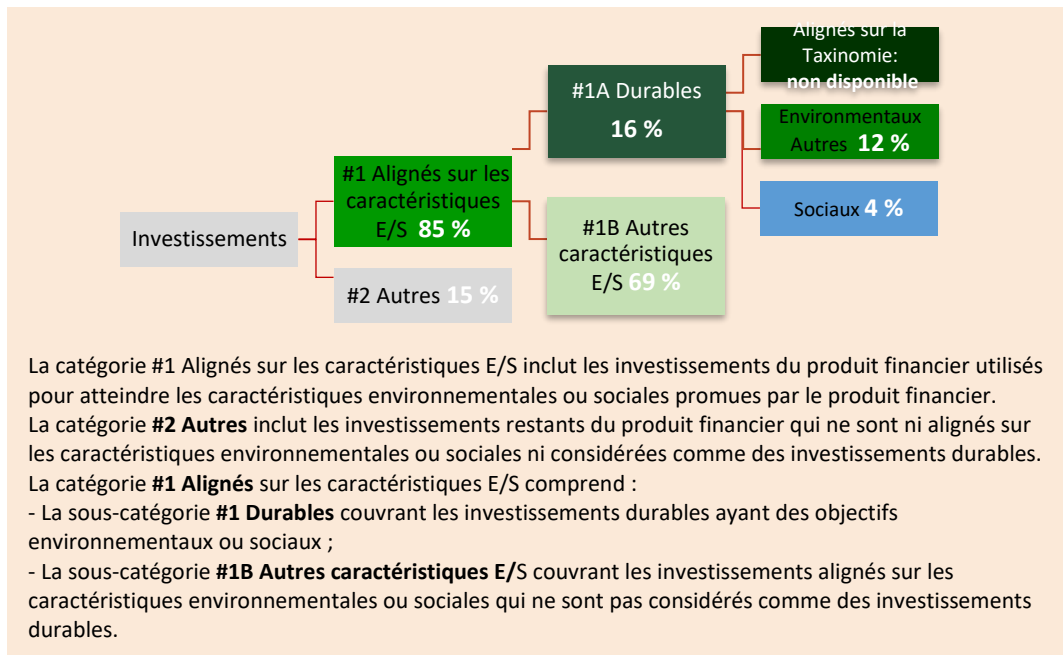 Alignés sur la
Taxinomie:
non disponible
#1A Durables
16 %
Environmentaux
Autres 12 %
#1 Alignés sur les
caractéristiques
E/S 85 %
Sociaux 4 %
#1B Autres
caractéristiques
E/S 69 %
Investissements
#2 Autres 15 %
La catégorie #1 Alignés sur les caractéristiques E/S inclut les investissements du produit financier utilisés
pour atteindre les caractéristiques environnementales ou sociales promues par le produit financier.
La catégorie #2 Autres inclut les investissements restants du produit financier qui ne sont ni alignés sur
les caractéristiques environnementales ou sociales ni considérées comme des investissements durables.
La catégorie #1 Alignés sur les caractéristiques E/S comprend :
- La sous-catégorie #1 Durables couvrant les investissements durables ayant des objectifs
environnementaux ou sociaux ;
- La sous-catégorie #1B Autres caractéristiques E/S couvrant les investissements alignés sur les
caractéristiques environnementales ou sociales qui ne sont pas considérés comme des investissements
durables.